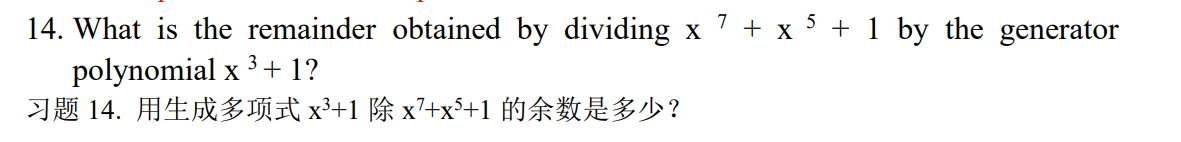 14. What is the remainder obtained by dividing x ⁷ + x ⁵ + 1 by the generator
polynomial x ³ + 1?
习题 14. 用生成多项式 x³+1 除 x⁷+x⁵+1 的余数是多少?